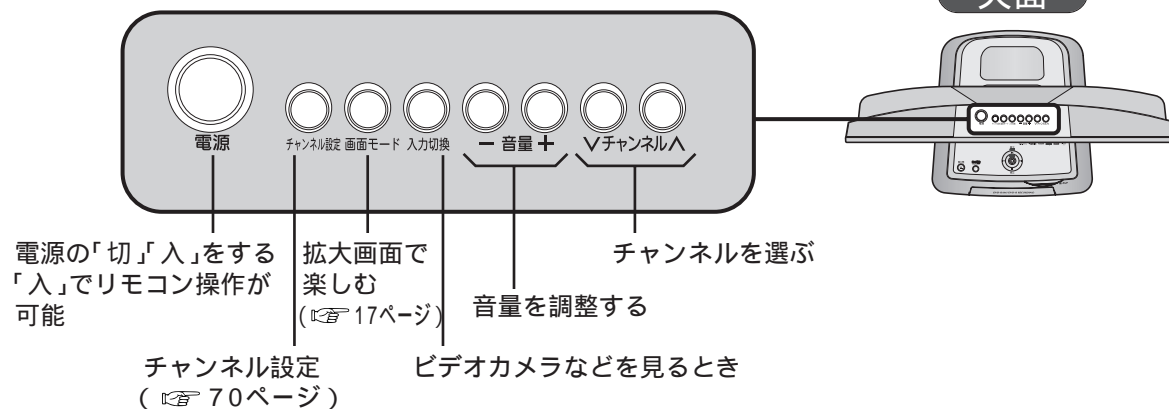 天面
電源
チャンネル設定 画面モード 入力切換
− 音量 ＋
∨チャンネル∧
電源の「切」「入」をする
「入」でリモコン操作が
可能
拡大画面で
楽しむ
(☞17ページ)
音量を調整する
チャンネルを選ぶ
チャンネル設定
(☞70ページ)
ビデオカメラなどを見るとき